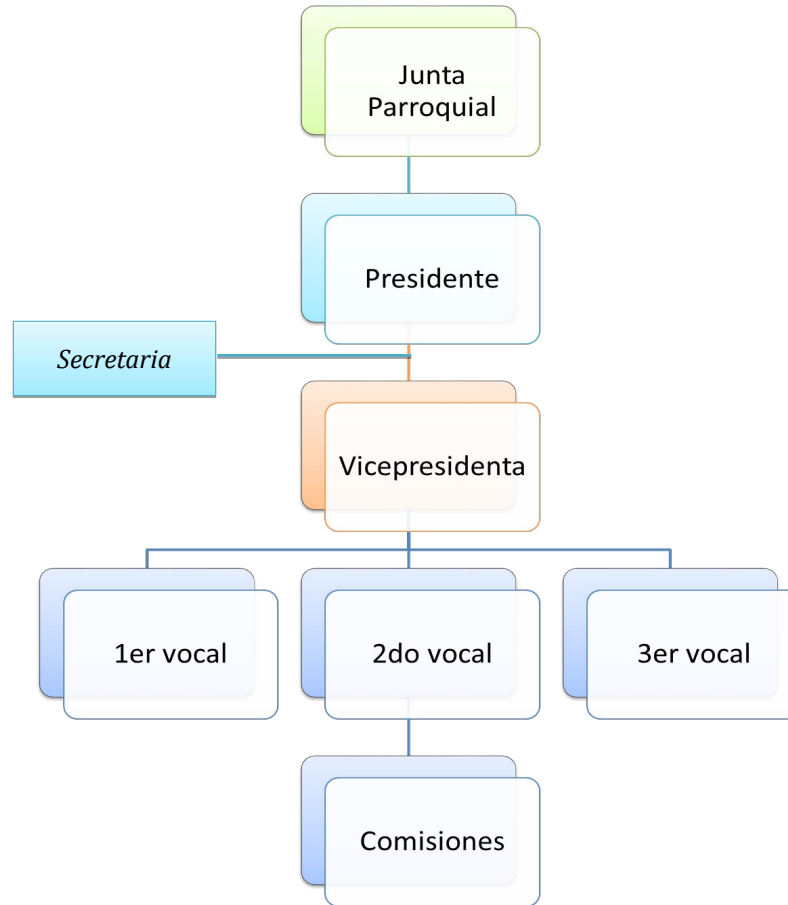 Junta
Parroquial
Presidente
Secretaria
Vicepresidenta
1er vocal
2do vocal
3er vocal
Comisiones